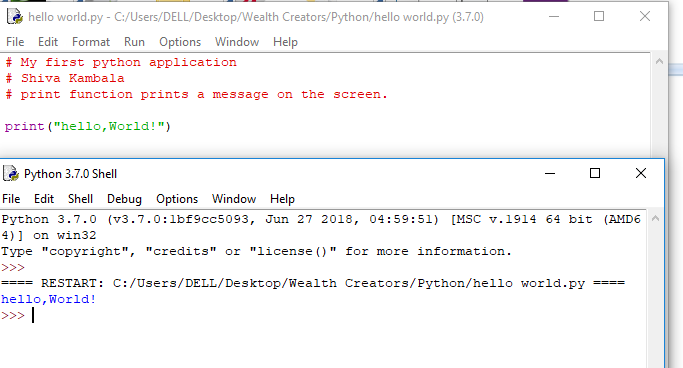 hello world.py - C:/Users/DELL/Desktop/Wealth Creators/Python/hello world.py (3.7.0)
File Edit Format Run Options Window Help
# My first python application
# Shiva Kambala
# print function prints a message on the screen.
print("hello,World!")
Python 3.7.0 Shell
File Edit Shell Debug Options Window Help
Python 3.7.0 (v3.7.0:1bf9cc5093, Jun 27 2018, 04:59:51) [MSC v.1914 64 bit (AMD6
4)] on win32
Type "copyright", "credits" or "license()" for more information.
>>>
==== RESTART: C:/Users/DELL/Desktop/Wealth Creators/Python/hello world.py ====
hello,World!
>>>